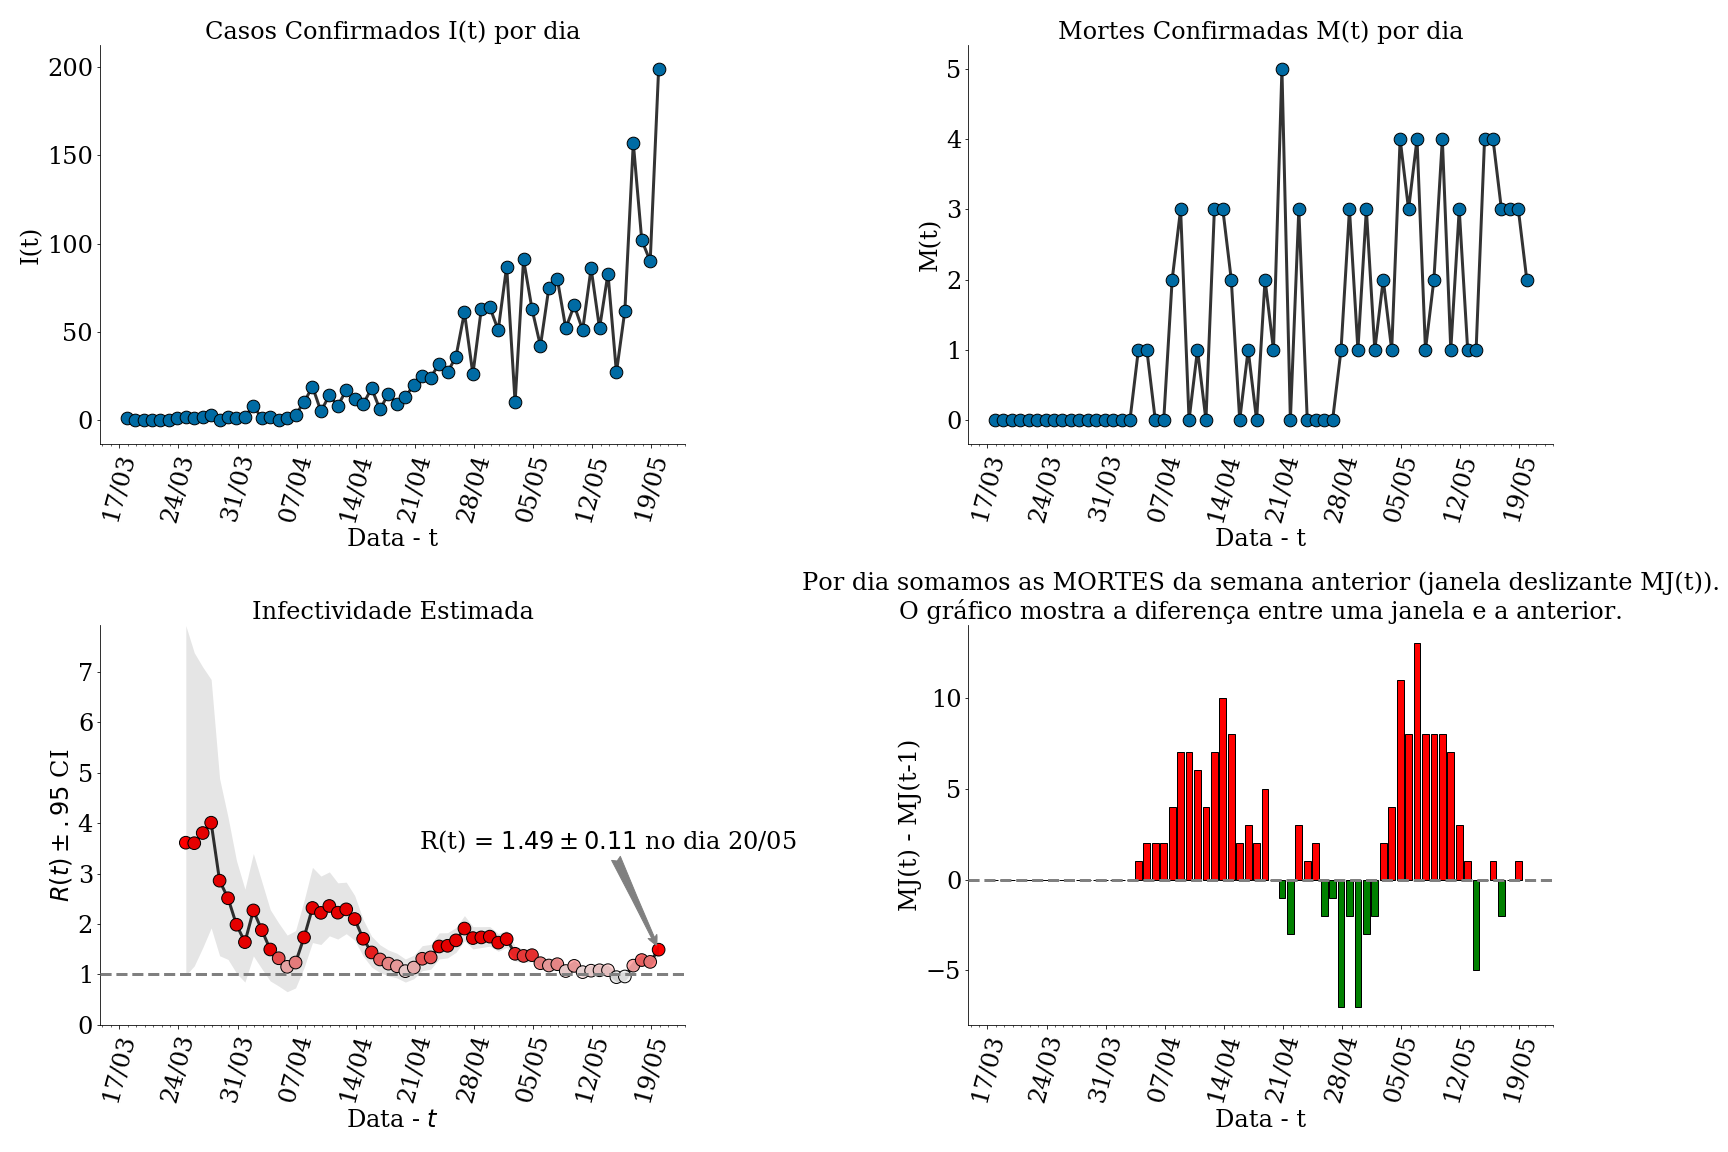 Casos Confirmados I(t) por dia
200
150
100
50
0
I(t)
17/03 24/03 31/03 07/04 14/04 21/04 28/04 05/05 12/05 19/05
Data - t
Mortes Confirmadas M(t) por dia
5
4
3
2
1
0
M(t)
17/03 24/03 31/03 07/04 14/04 21/04 28/04 05/05 12/05 19/05
Data - t
Infectividade Estimada
7
6
5
4
3
2
1
0
R(t) ± .95 CI
R(t) = 1.49 ± 0.11 no dia 20/05
17/03 24/03 31/03 07/04 14/04 21/04 28/04 05/05 12/05 19/05
Data - t
Por dia somamos as MORTES da semana anterior (janela deslizante MJ(t)).
O gráfico mostra a diferença entre uma janela e a anterior.
10
5
0
−5
MJ(t) - MJ(t-1)
17/03 24/03 31/03 07/04 14/04 21/04 28/04 05/05 12/05 19/05
Data - t